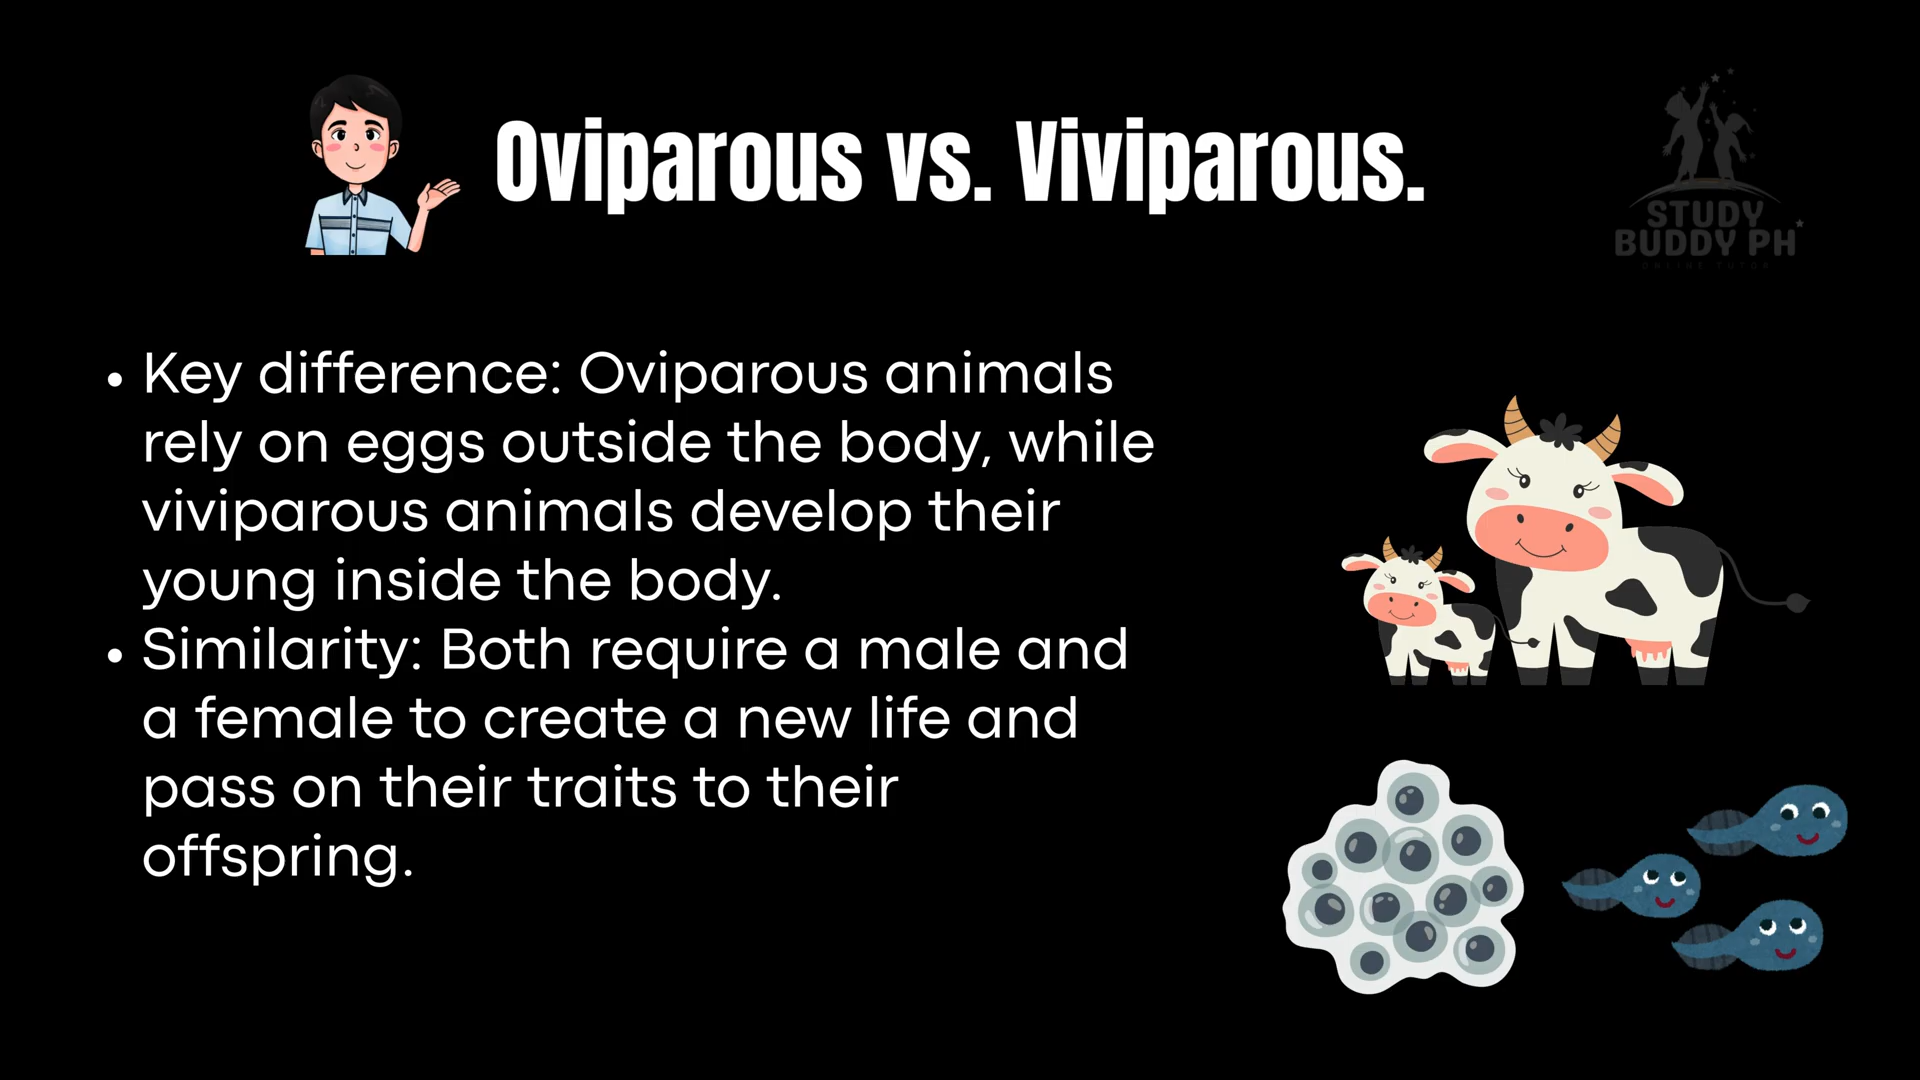 Oviparous vs. Viviparous.
STUDY
BUDDY PH
ONLINE TUTOR
• Key difference: Oviparous animals
rely on eggs outside the body, while
viviparous animals develop their
young inside the body.
• Similarity: Both require a male and
a female to create a new life and
pass on their traits to their
offspring.